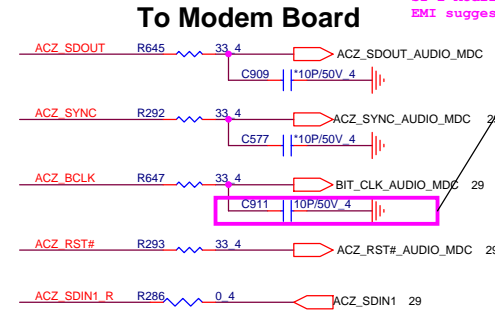 EMI sugges
To Modem Board
ACZ_SDOUT R645 33_4 ACZ_SDOUT_AUDIO_MDC
C909 *10P/50V_4
ACZ_SYNC R292 33_4 ACZ_SYNC_AUDIO_MDC
C577 *10P/50V_4
ACZ_BCLK R647 33_4 BIT_CLK_AUDIO_MDC 29
C911 10P/50V_4
ACZ_RST# R293 33_4 ACZ_RST#_AUDIO_MDC 29
ACZ_SDIN1_R R286 0_4 ACZ_SDIN1 29